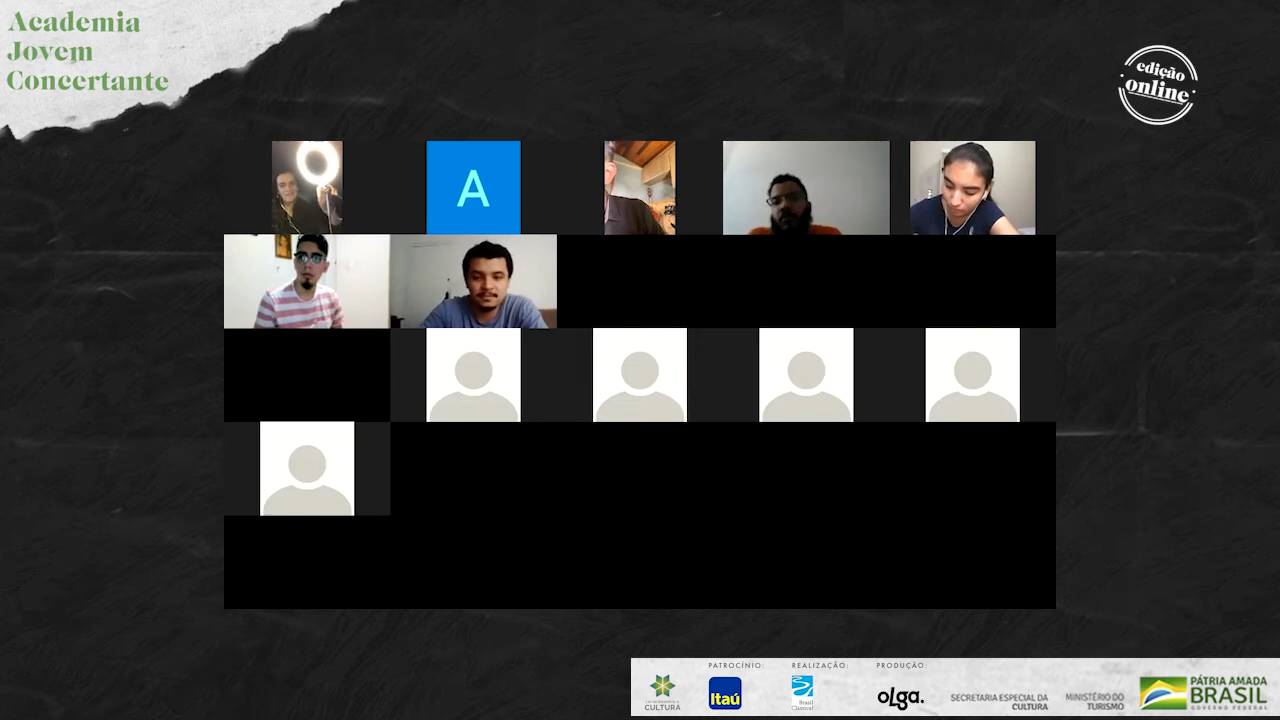 Academia
Jovem
Concertante
edição
online
A
PATROCÍNIO:
REALIZAÇÃO:
PRODUÇÃO:
CULTURA
Itaú
Brasil
Classical
olga.
SECRETARIA ESPECIAL DA
CULTURA
MINISTÉRIO DO
TURISMO
PÁTRIA AMADA
BRASIL
GOVERNO FEDERAL